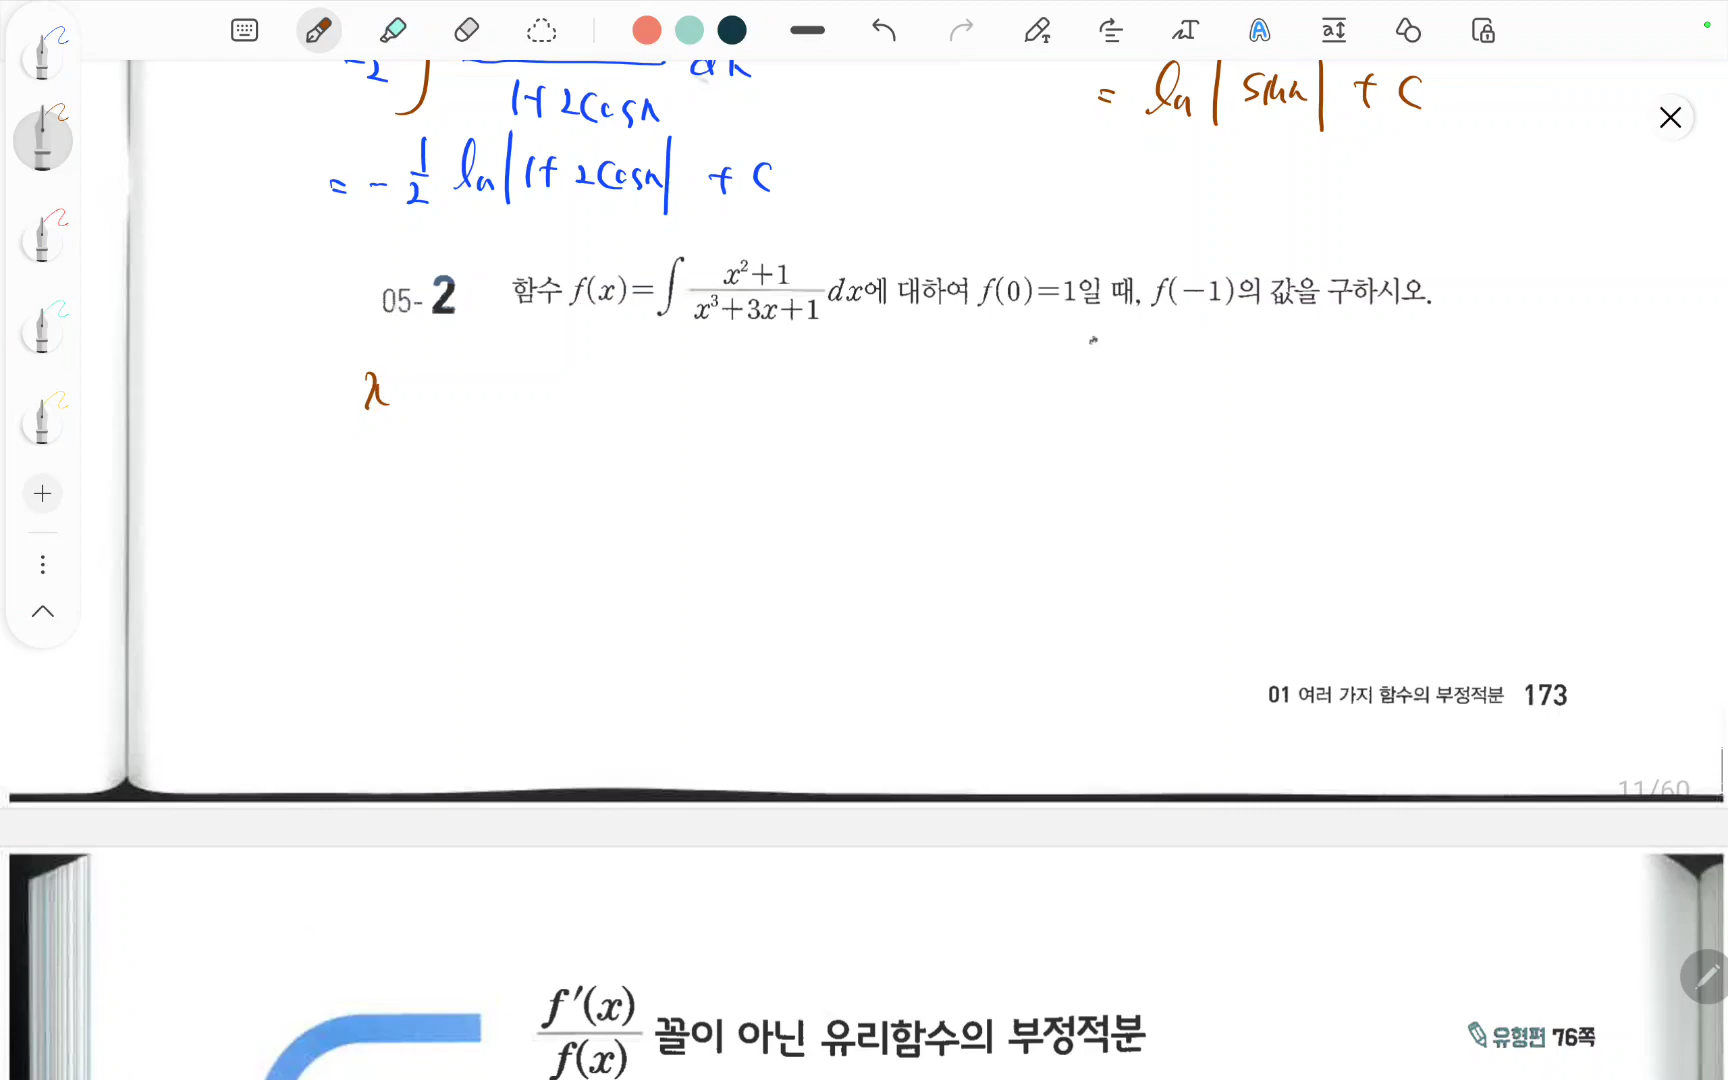 1+2cosx
= ln|sinx| + C
= -1/2 ln|1+2cosx| + C
05-2 함수 f(x)=∫ (x²+1)/(x³+3x+1) dx에 대하여 f(0)=1일 때, f(-1)의 값을 구하시오.
x
01 여러 가지 함수의 부정적분 173
11/60
f'(x)/f(x) 꼴이 아닌 유리함수의 부정적분
유형편 76쪽